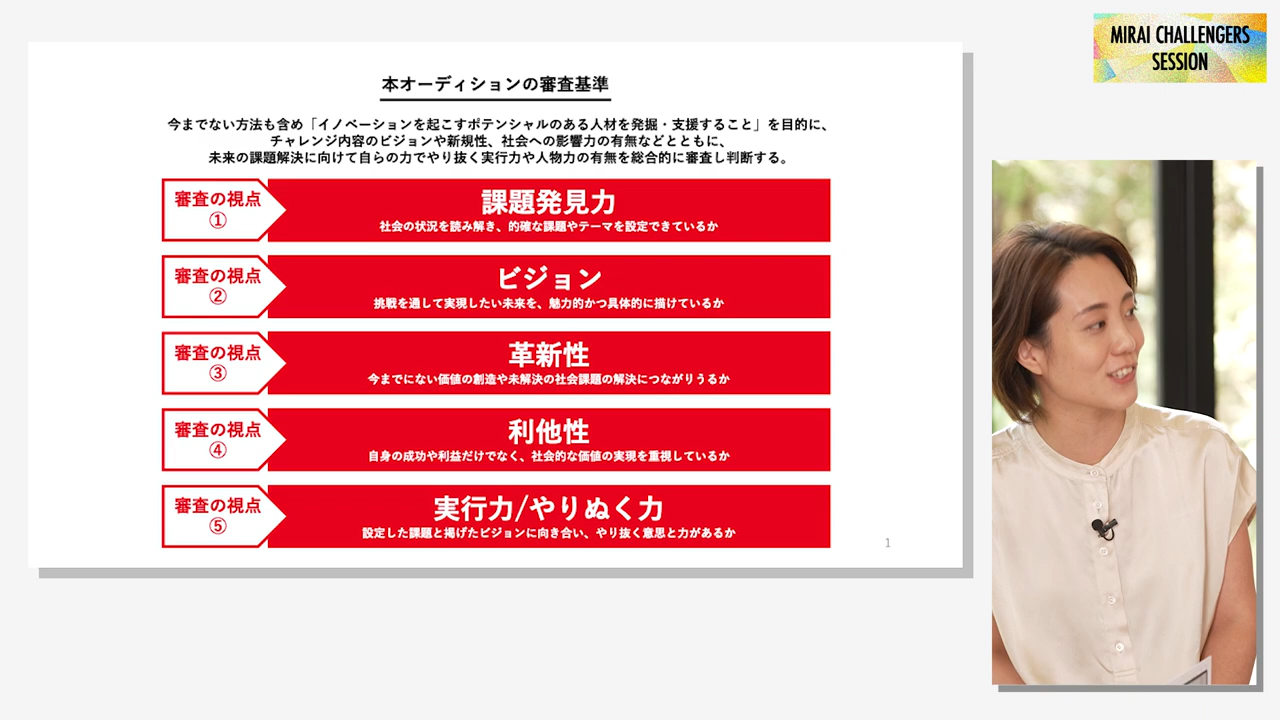 MIRAI CHALLENGERS
SESSION
本オーディションの審査基準
今までない方法も含め「イノベーションを起こすポテンシャルのある人材を発掘・支援すること」を目的に、
チャレンジ内容のビジョンや新規性、社会への影響力の有無などとともに、
未来の課題解決に向けて自らの力でやり抜く実行力や人物力の有無を総合的に審査し判断する。
審査の視点
①
課題発見力
社会の状況を読み解き、的確な課題やテーマを設定できているか
審査の視点
②
ビジョン
挑戦を通して実現したい未来を、魅力的かつ具体的に描けているか
審査の視点
③
革新性
今までにない価値の創造や未解決の社会課題の解決につながりうるか
審査の視点
④
利他性
自身の成功や利益だけでなく、社会的な価値の実現を重視しているか
審査の視点
⑤
実行力/やりぬく力
設定した課題と掲げたビジョンに向き合い、やり抜く意思と力があるか
1